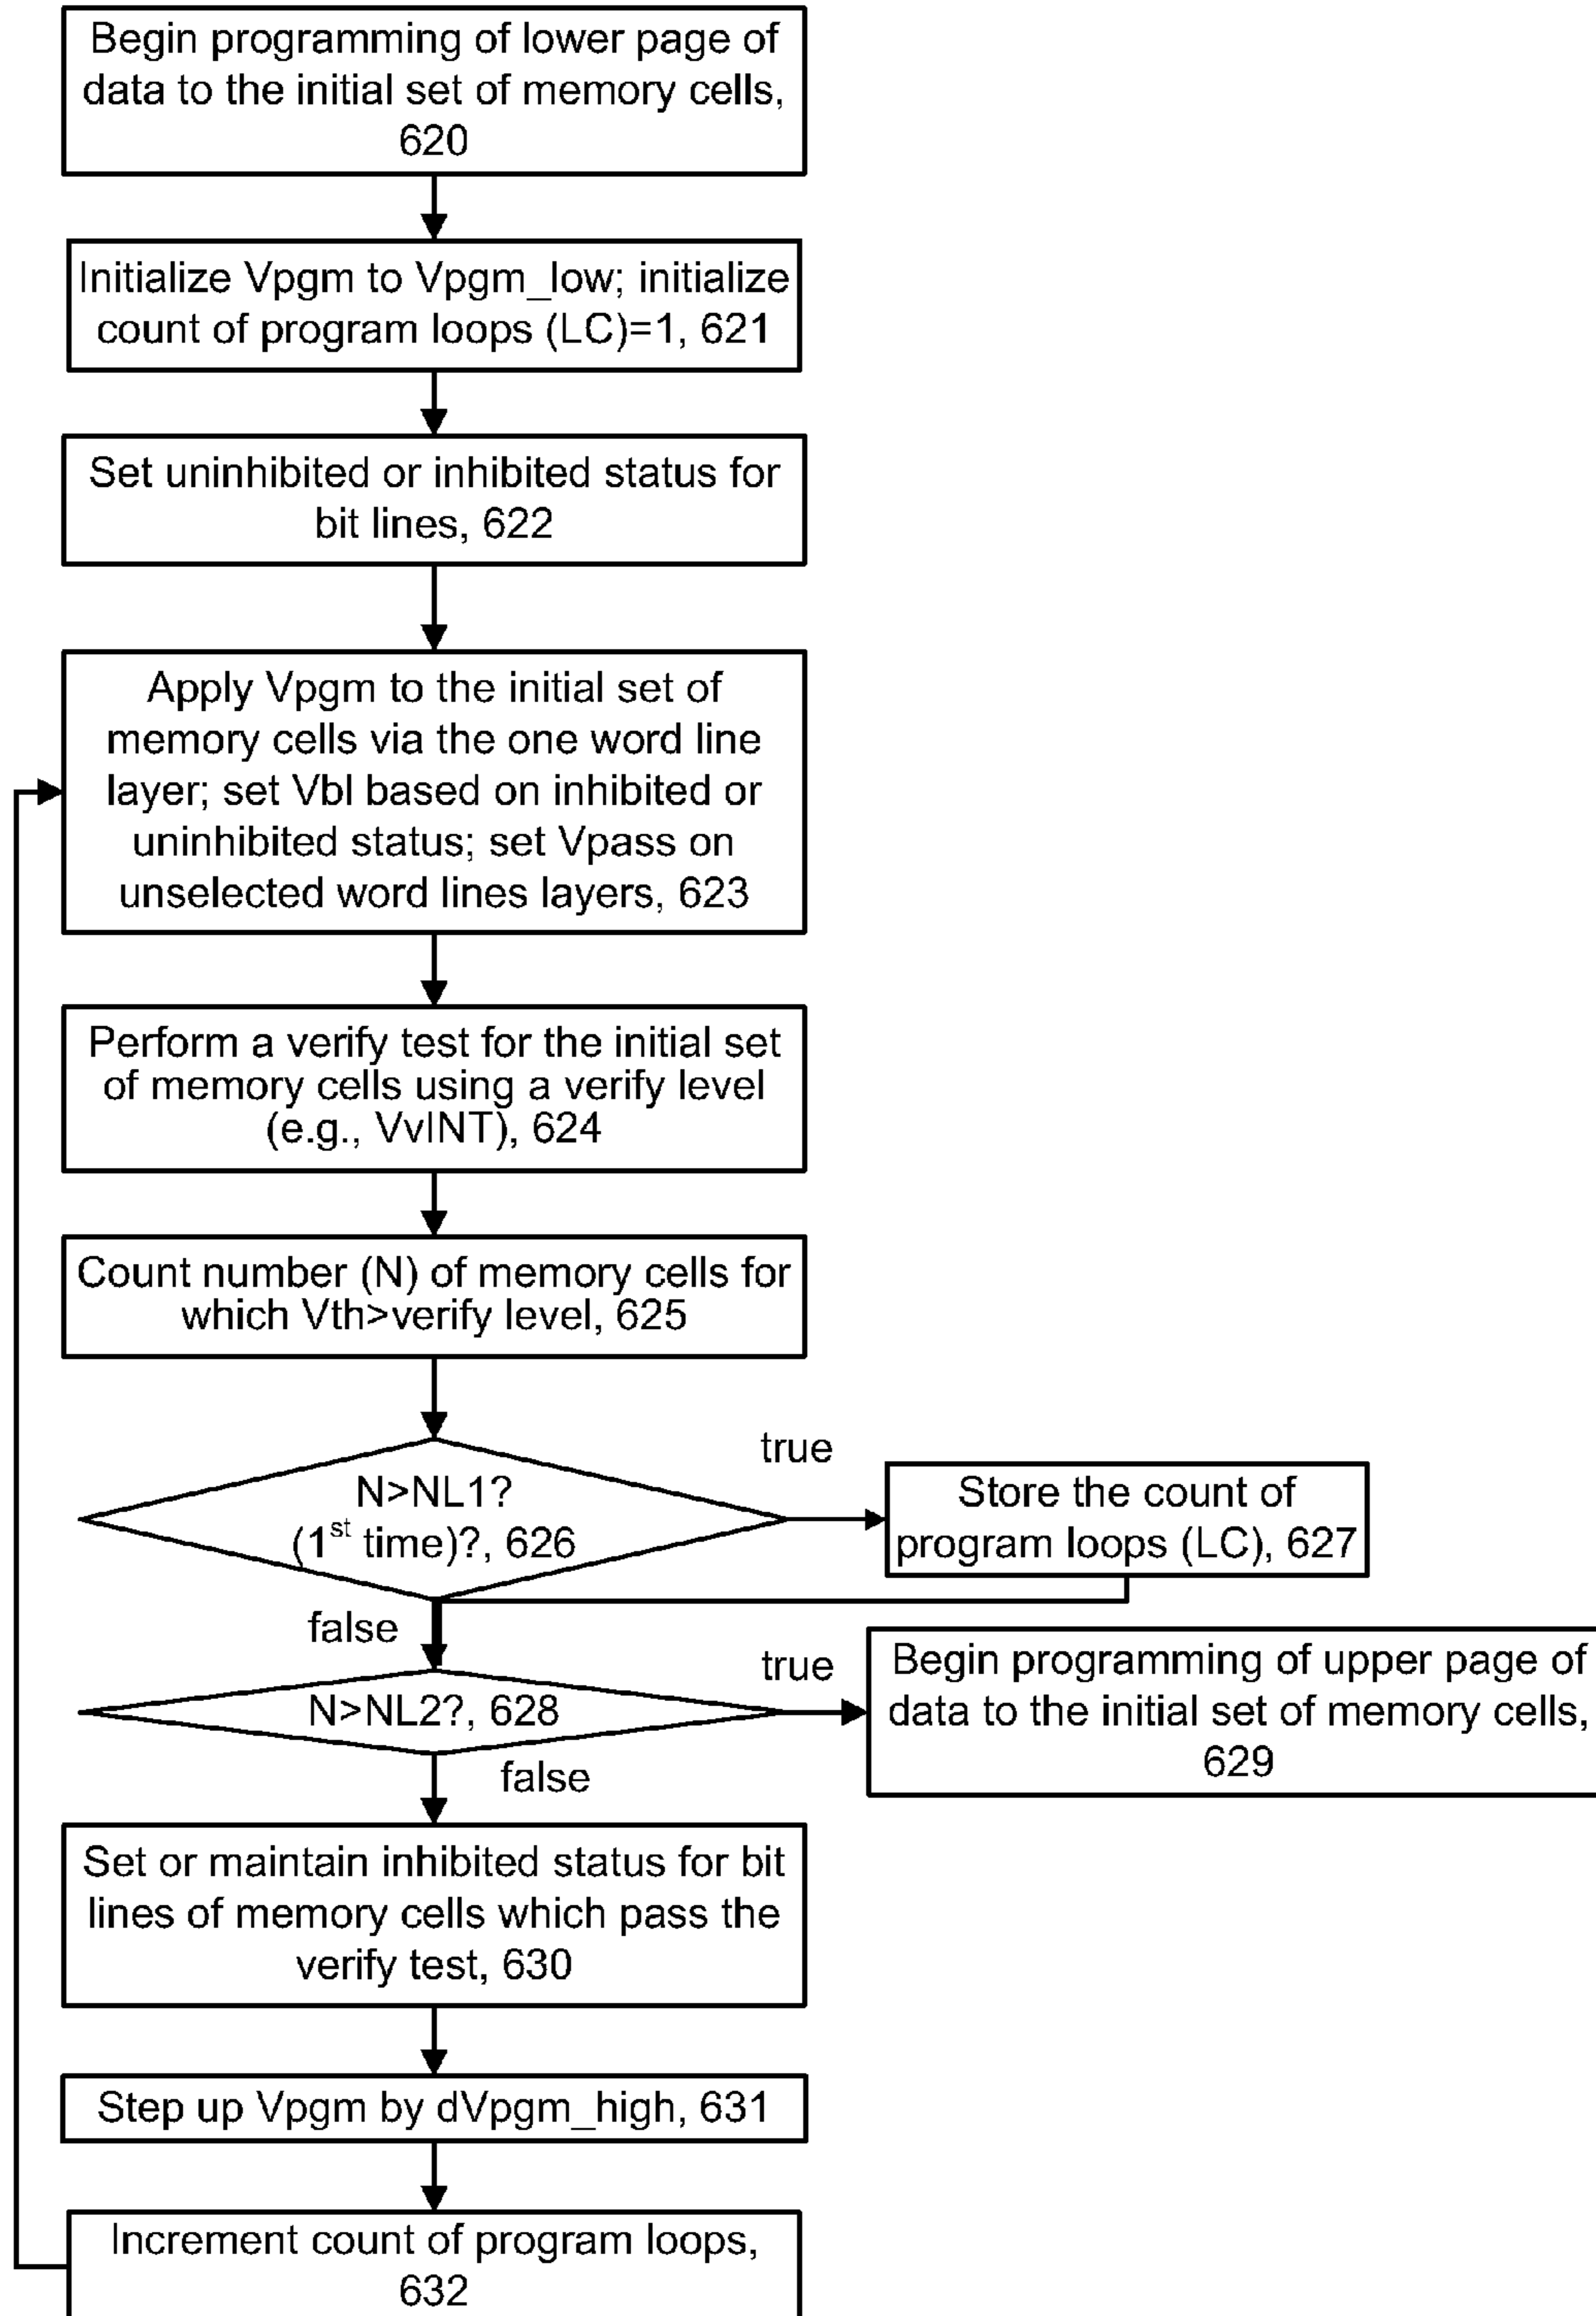 Begin programming of lower page of
data to the initial set of memory cells,
620
Initialize Vpgm to Vpgm_low; initialize
count of program loops (LC)=1, 621
Set uninhibited or inhibited status for
bit lines, 622
Apply Vpgm to the initial set of
memory cells via the one word line
layer; set Vbl based on inhibited or
uninhibited status; set Vpass on
unselected word lines layers, 623
Perform a verify test for the initial set
of memory cells using a verify level
(e.g., VvINT), 624
Count number (N) of memory cells for
which Vth>verify level, 625
N>NL1?
(1st time)?, 626
true
Store the count of
program loops (LC), 627
false
N>NL2?, 628
true
Begin programming of upper page of
data to the initial set of memory cells,
629
false
Set or maintain inhibited status for bit
lines of memory cells which pass the
verify test, 630
Step up Vpgm by dVpgm_high, 631
Increment count of program loops,
632